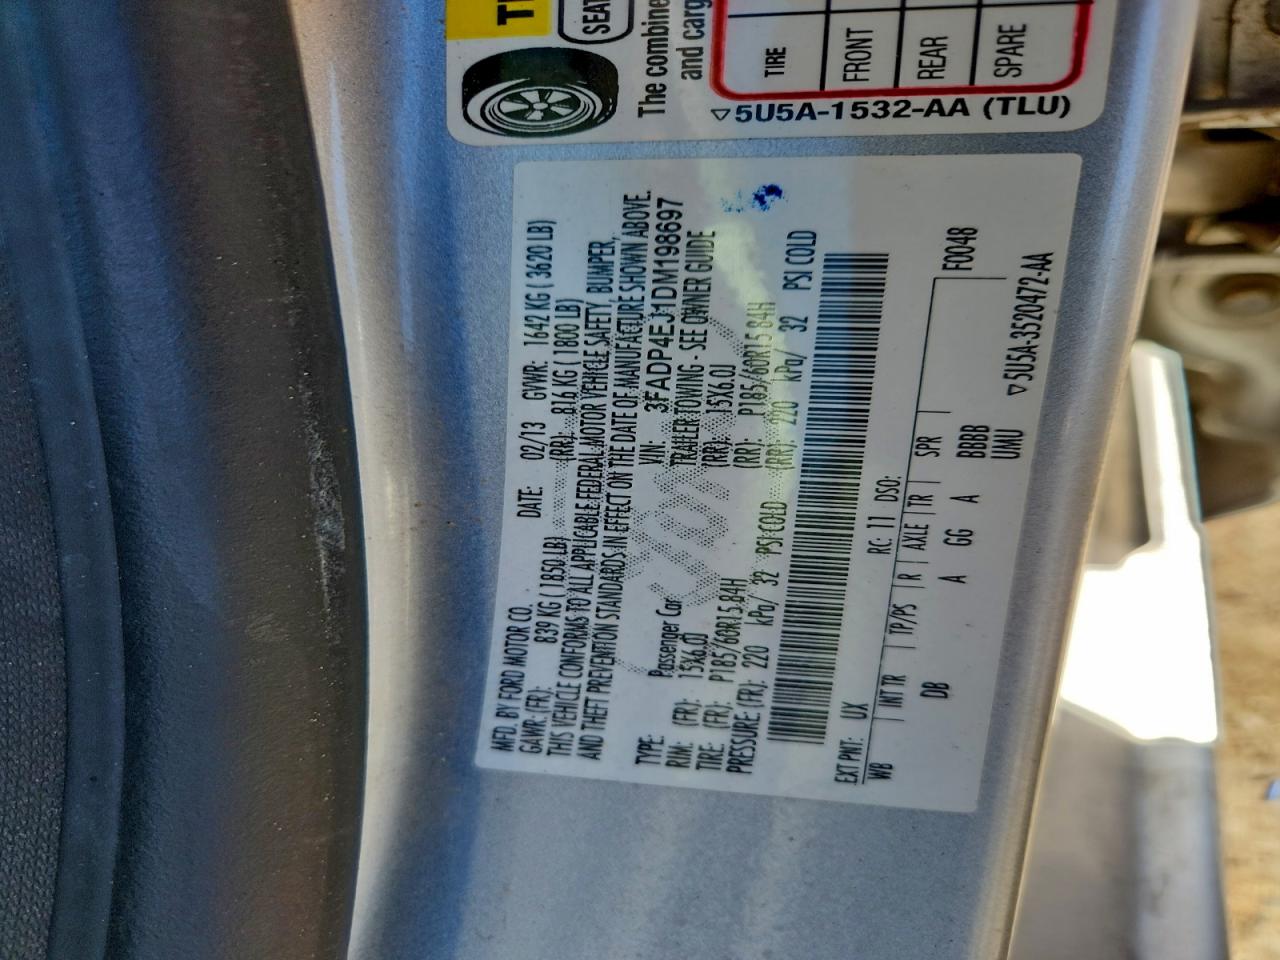 SEAT
The combine
and carg
TIRE
FRONT
REAR
SPARE
▽5U5A-1532-AA (TLU)
MFD. BY FORD MOTOR CO.
DATE: 02/13 GVWR: 1642 KG ( 3620 LB)
GAWR: (FR): 839 KG ( 1850 LB) (RR): 816 KG ( 1800 LB)
THIS VEHICLE CONFORMS TO ALL APPLICABLE FEDERAL MOTOR VEHICLE SAFETY, BUMPER,
AND THEFT PREVENTION STANDARDS IN EFFECT ON THE DATE OF MANUFACTURE SHOWN ABOVE.
VIN: 3FADP4EJ1DM198697
TYPE: Passenger Car TRAILER TOWING - SEE OWNER GUIDE
RIM: (FR): 15X6.0J (RR): 15X6.0J
TIRE: (FR): P185/60R15 84H (RR): P185/60R15 84H
PRESSURE (FR): 220 kPa/ 32 PSI COLD (RR): 220 kPa/ 32 PSI COLD
EXT PNT: UX RC: 11 DSO: F0048
WB INT TR TP/PS R AXLE TR SPR
DB A GG A BBBB
UMU
▽5U5A-3520472-AA